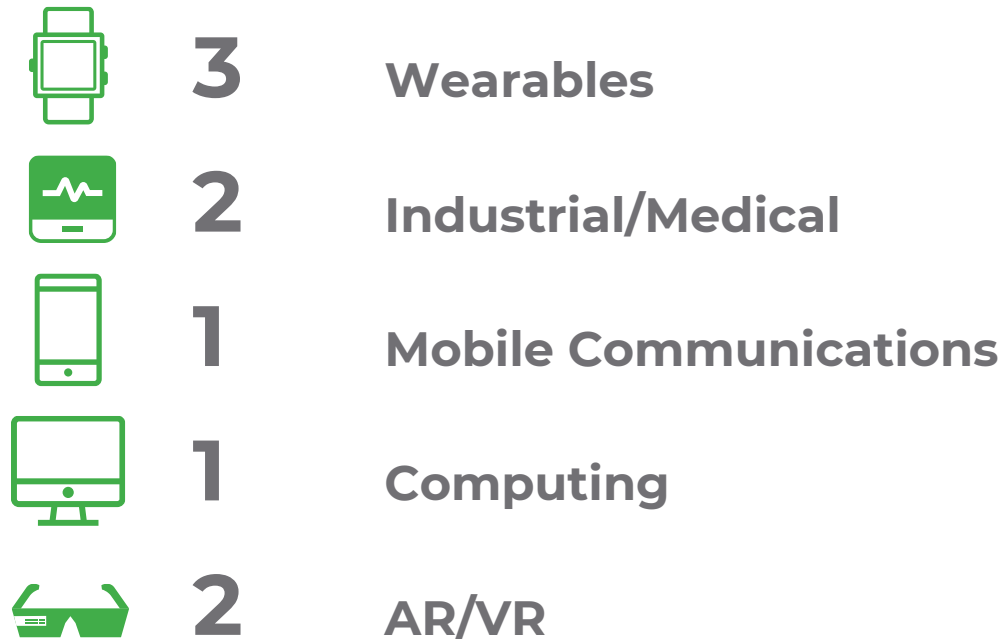 3 Wearables
2 Industrial/Medical
1 Mobile Communications
1 Computing
2 AR/VR